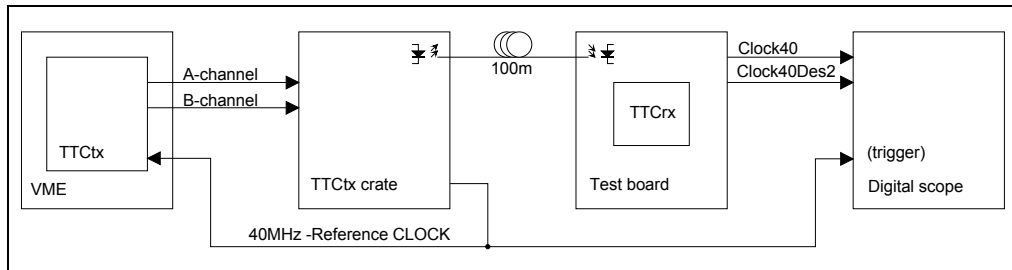 A-channel
B-channel
TTCtx
VME
TTCtx crate
100m
TTCrx
Test board
Clock40
Clock40Des2
(trigger)
Digital scope
40MHz -Reference CLOCK